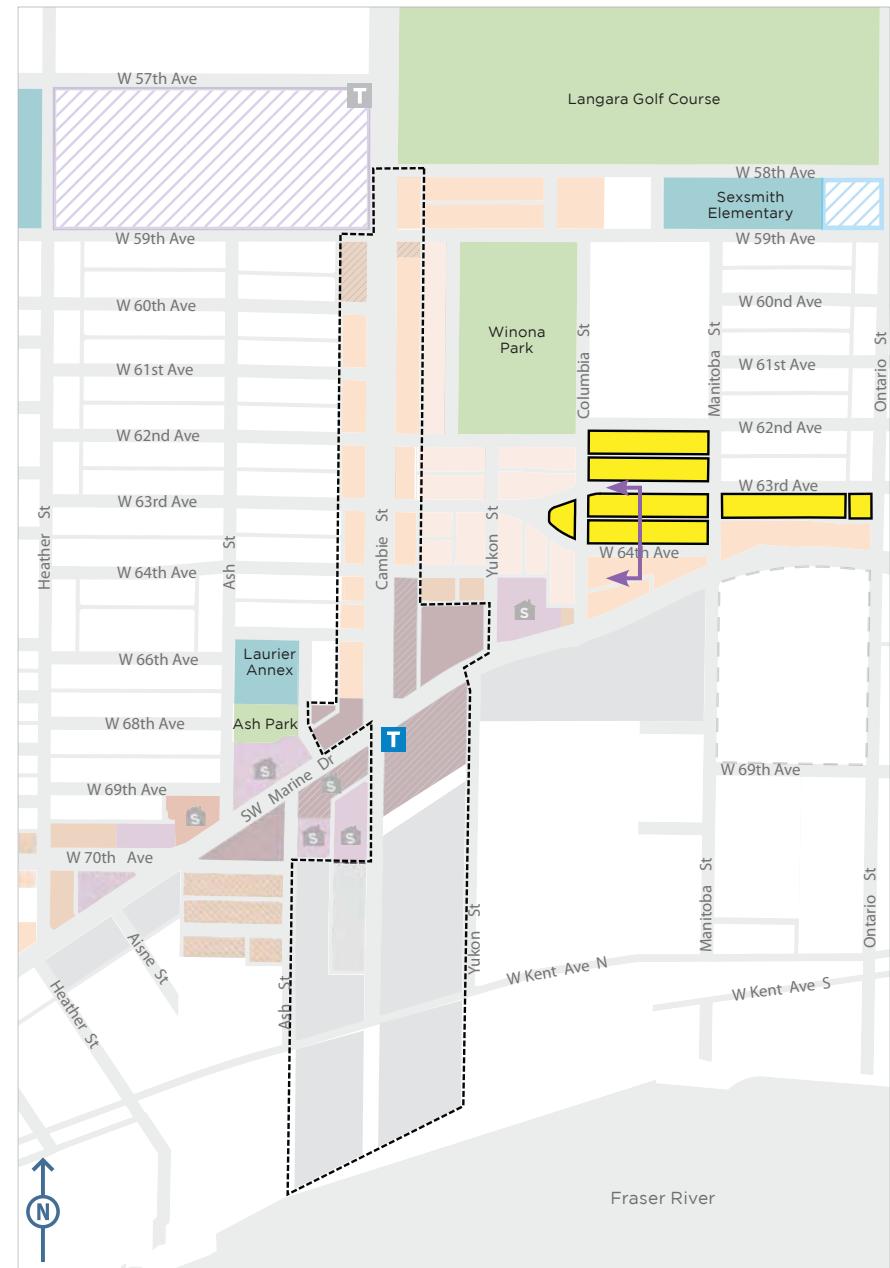 W 57th Ave
T
Langara Golf Course
W 58th Ave
Sexsmith
Elementary
W 59th Ave
W 59th Ave
W 60th Ave
W 60nd Ave
Winona
Park
Columbia St
Manitoba St
Ontario St
W 61st Ave
W 61st Ave
W 62nd Ave
W 62nd Ave
W 63rd Ave
W 63rd Ave
Heather St
Ash St
Cambie St
Yukon St
W 64th Ave
W 64th Ave
S
Laurier
Annex
W 66th Ave
Ash Park
W 68th Ave
T
SW Marine Dr
S
S
W 69th Ave
W 69th Ave
S
S
S
W 70th Ave
Aisne St
Heather St
Ash St
Yukon St
Manitoba St
Ontario St
W Kent Ave N
W Kent Ave S
Fraser River
N